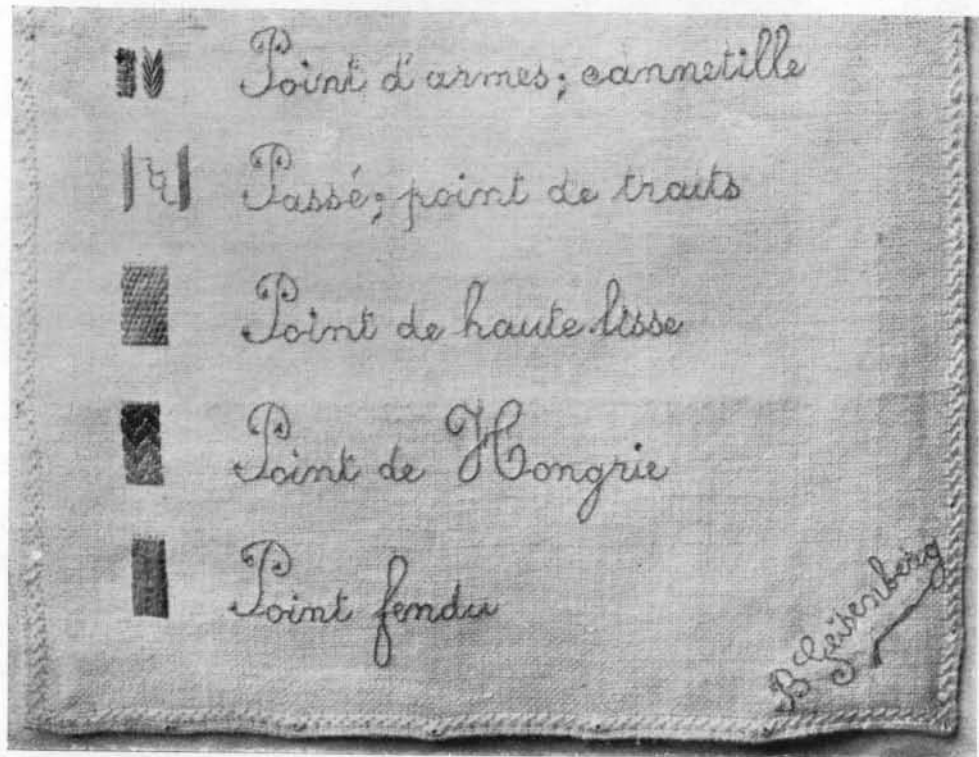 Point d'armes; cannetille
Passé; point de traits
Point de haute lisse
Point de Hongrie
Point fendu
B Geisenberg